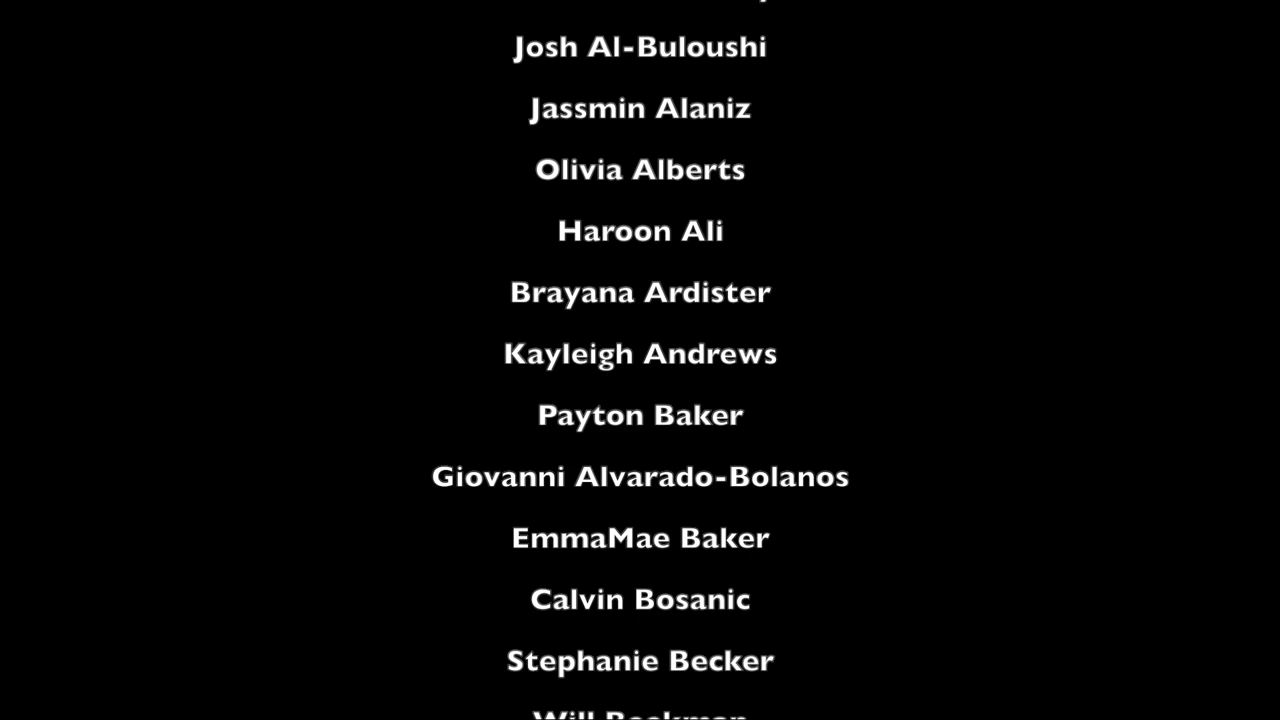 Josh Al-Buloushi
Jassmin Alaniz
Olivia Alberts
Haroon Ali
Brayana Ardister
Kayleigh Andrews
Payton Baker
Giovanni Alvarado-Bolanos
EmmaMae Baker
Calvin Bosanic
Stephanie Becker
Will